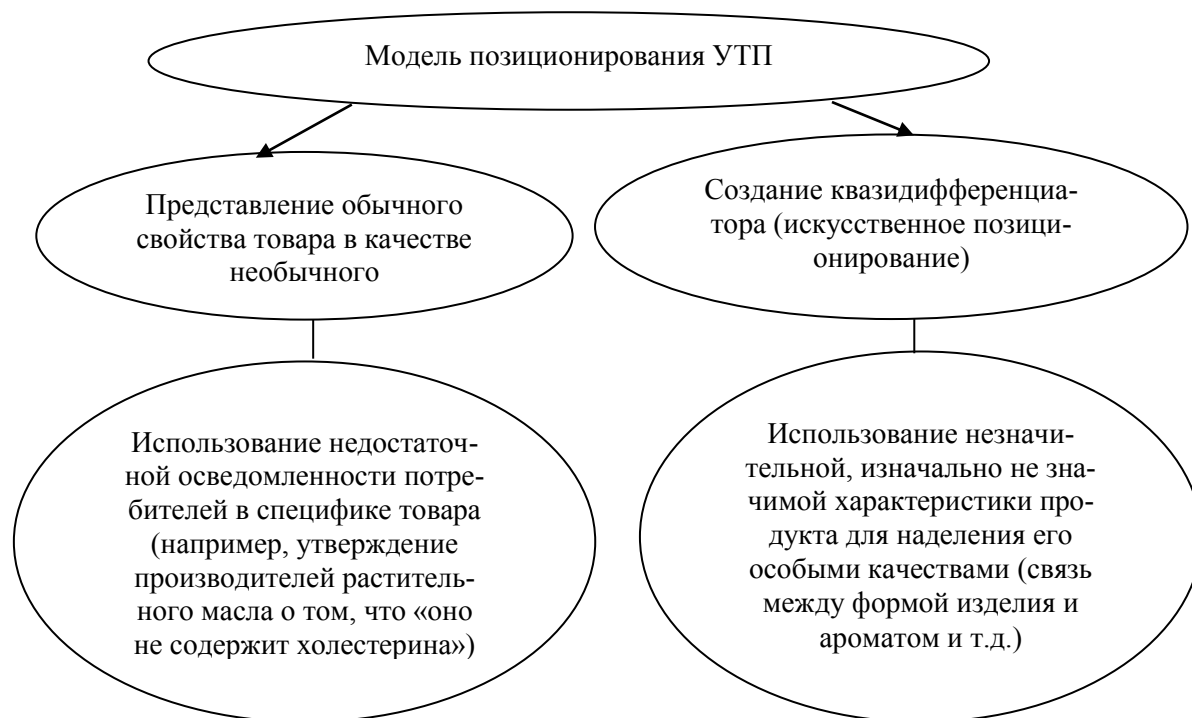 Модель позиционирования УТП
Представление обычного
свойства товара в качестве
необычного
Создание квазидифференциа-
тора (искусственное позици-
онирование)
Использование недостаточ-
ной осведомленности потре-
бителей в специфике товара
(например, утверждение
производителей раститель-
ного масла о том, что «оно
не содержит холестерина»)
Использование незначи-
тельной, изначально не зна-
чимой характеристики про-
дукта для наделения его
особыми качествами (связь
между формой изделия и
ароматом и т.д.)